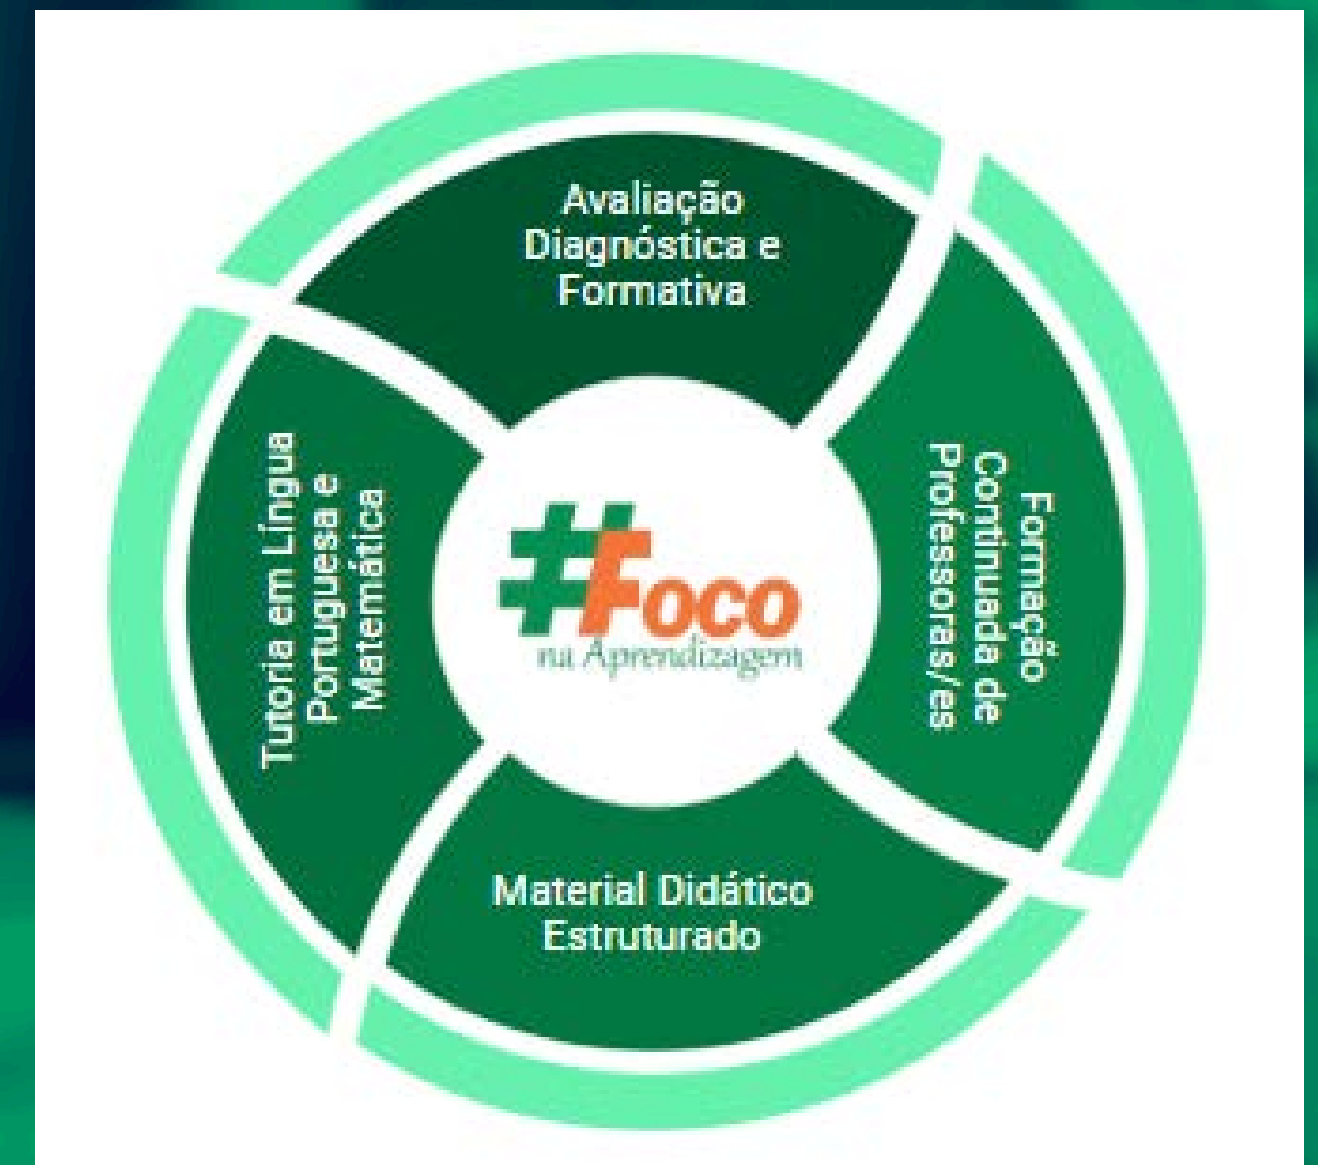 Avaliação
Diagnóstica e
Formativa
Formação
Continuada de
Professoras/es
Material Didático
Estruturado
Tutoria em Língua
Portuguesa e
Matemática
#Foco
na Aprendizagem